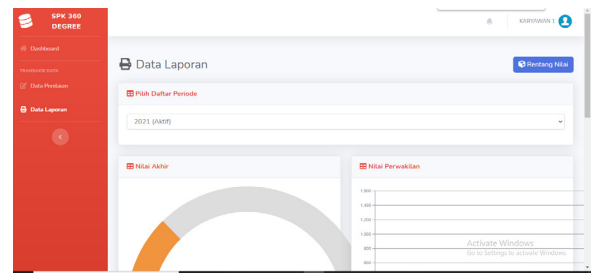 SPK 360
DEGREE
KARYAWAN 1
Dashboard
TRANSAKSI DATA
Data Penilaian
Data Laporan
Data Laporan
Rentang Nilai
Pilih Daftar Periode
2021 (Aktif)
Nilai Akhir
Nilai Perwakilan
1.600
1.400
1.200
1.000
800
600
Activate Windows
Go to Settings to activate Windows.